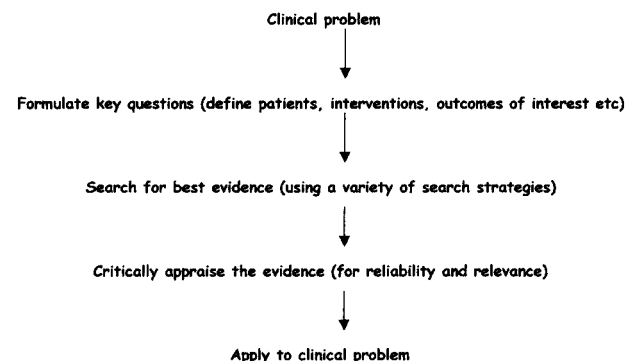 Clinical problem
Formulate key questions (define patients, interventions, outcomes of interest etc)
Search for best evidence (using a variety of search strategies)
Critically appraise the evidence (for reliability and relevance)
Apply to clinical problem